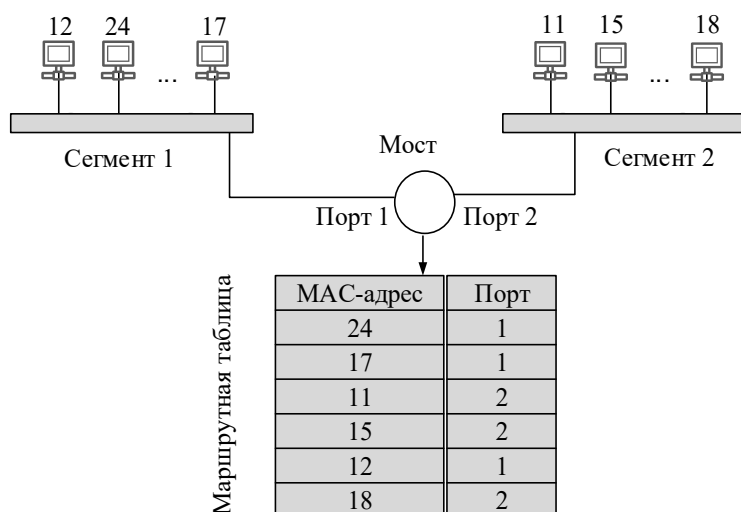 12 24 17 11 15 18
... ...
Сегмент 1 Мост Сегмент 2
Порт 1 Порт 2
Маршрутная таблица
МАС-адрес Порт
24 1
17 1
11 2
15 2
12 1
18 2